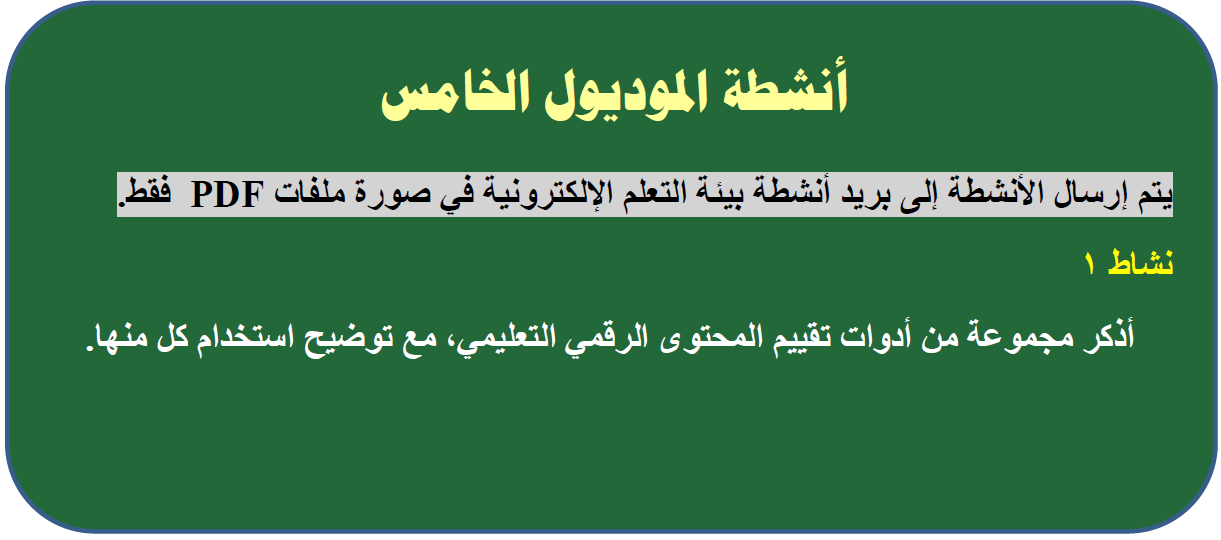 أنشطة الموديول الخامس
يتم إرسال الأنشطة إلى بريد أنشطة بيئة التعلم الإلكترونية في صورة ملفات PDF فقط.
نشاط ١
أذكر مجموعة من أدوات تقييم المحتوى الرقمي التعليمي، مع توضيح استخدام كل منها.